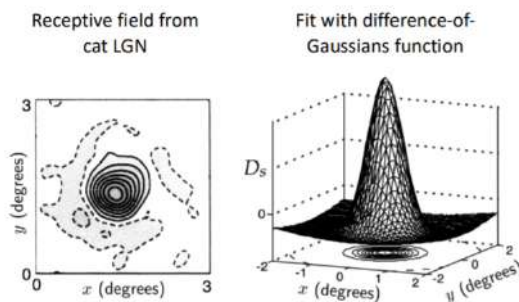 Receptive field from
cat LGN
Fit with difference-of-
Gaussians function
3
y (degrees)
0
0
x (degrees)
3
D_s
0
-2
-1
0
1
2
x (degrees)
-2
-1
0
1
2
y (degrees)